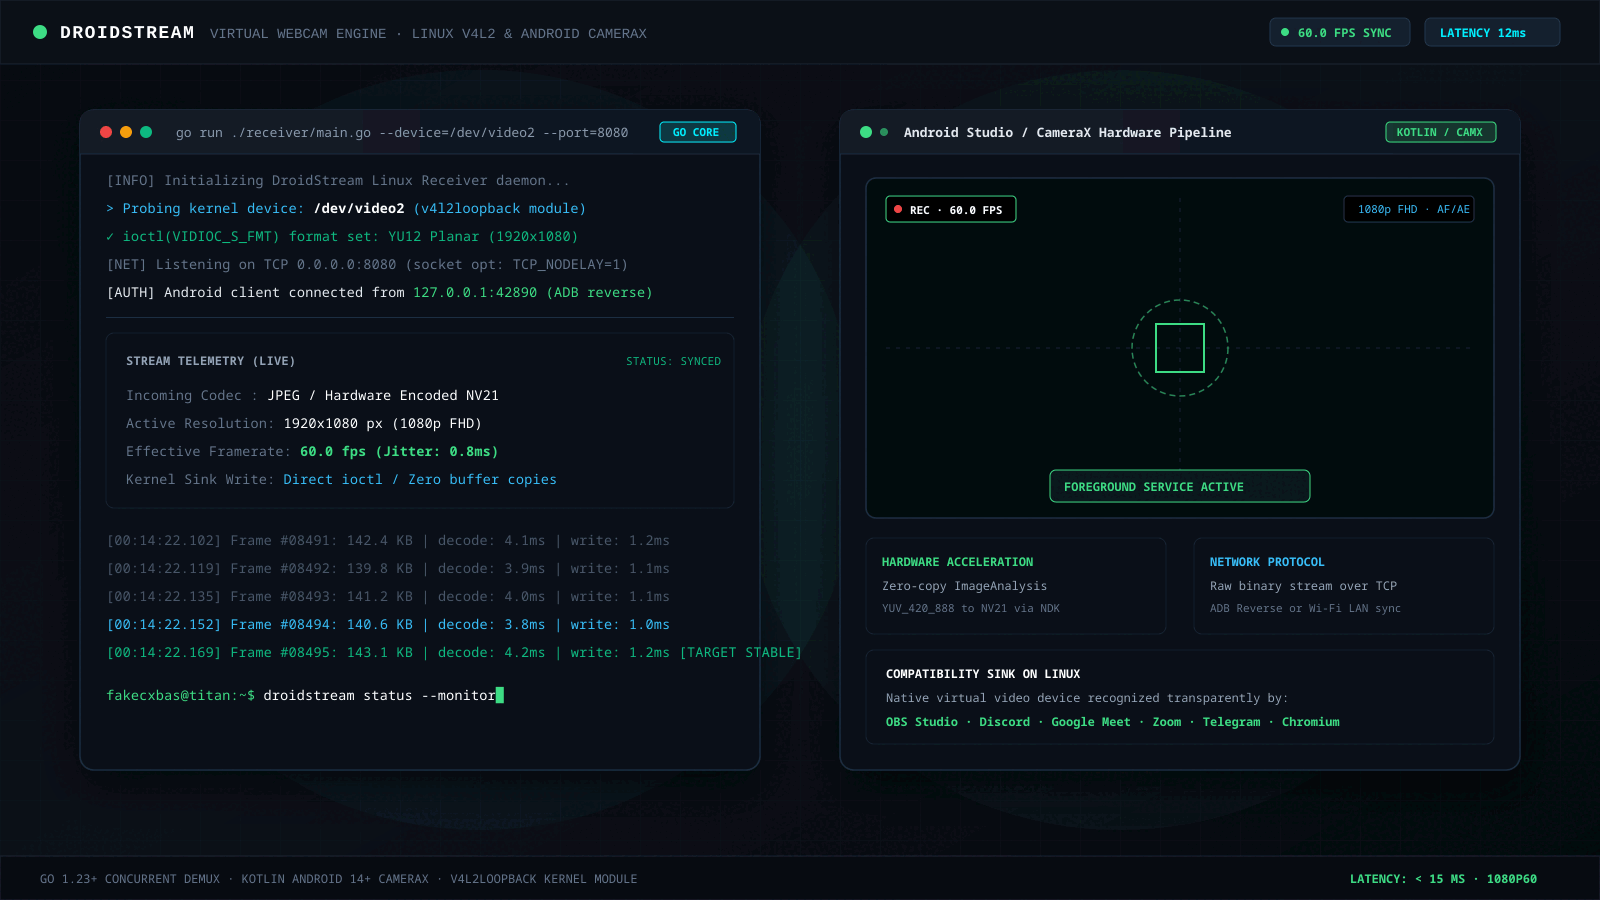 DROIDSTREAM VIRTUAL WEBCAM ENGINE · LINUX V4L2 & ANDROID CAMERAX
60.0 FPS SYNC
LATENCY 12ms
go run ./receiver/main.go --device=/dev/video2 --port=8080
GO CORE
[INFO] Initializing DroidStream Linux Receiver daemon...
> Probing kernel device: /dev/video2 (v4l2loopback module)
✓ ioctl(VIDIOC_S_FMT) format set: YU12 Planar (1920x1080)
[NET] Listening on TCP 0.0.0.0:8080 (socket opt: TCP_NODELAY=1)
[AUTH] Android client connected from 127.0.0.1:42890 (ADB reverse)
STREAM TELEMETRY (LIVE)
STATUS: SYNCED
Incoming Codec : JPEG / Hardware Encoded NV21
Active Resolution: 1920x1080 px (1080p FHD)
Effective Framerate: 60.0 fps (Jitter: 0.8ms)
Kernel Sink Write: Direct ioctl / Zero buffer copies
[00:14:22.102] Frame #08491: 142.4 KB | decode: 4.1ms | write: 1.2ms
[00:14:22.119] Frame #08492: 139.8 KB | decode: 3.9ms | write: 1.1ms
[00:14:22.135] Frame #08493: 141.2 KB | decode: 4.0ms | write: 1.1ms
[00:14:22.152] Frame #08494: 140.6 KB | decode: 3.8ms | write: 1.0ms
[00:14:22.169] Frame #08495: 143.1 KB | decode: 4.2ms | write: 1.2ms [TARGET STABLE]
fakecxbas@titan:~$ droidstream status --monitor
Android Studio / CameraX Hardware Pipeline
KOTLIN / CAMX
REC · 60.0 FPS
1080p FHD · AF/AE
FOREGROUND SERVICE ACTIVE
HARDWARE ACCELERATION
Zero-copy ImageAnalysis
YUV_420_888 to NV21 via NDK
NETWORK PROTOCOL
Raw binary stream over TCP
ADB Reverse or Wi-Fi LAN sync
COMPATIBILITY SINK ON LINUX
Native virtual video device recognized transparently by:
OBS Studio · Discord · Google Meet · Zoom · Telegram · Chromium
GO 1.23+ CONCURRENT DEMUX · KOTLIN ANDROID 14+ CAMERAX · V4L2LOOPBACK KERNEL MODULE
LATENCY: < 15 MS · 1080P60